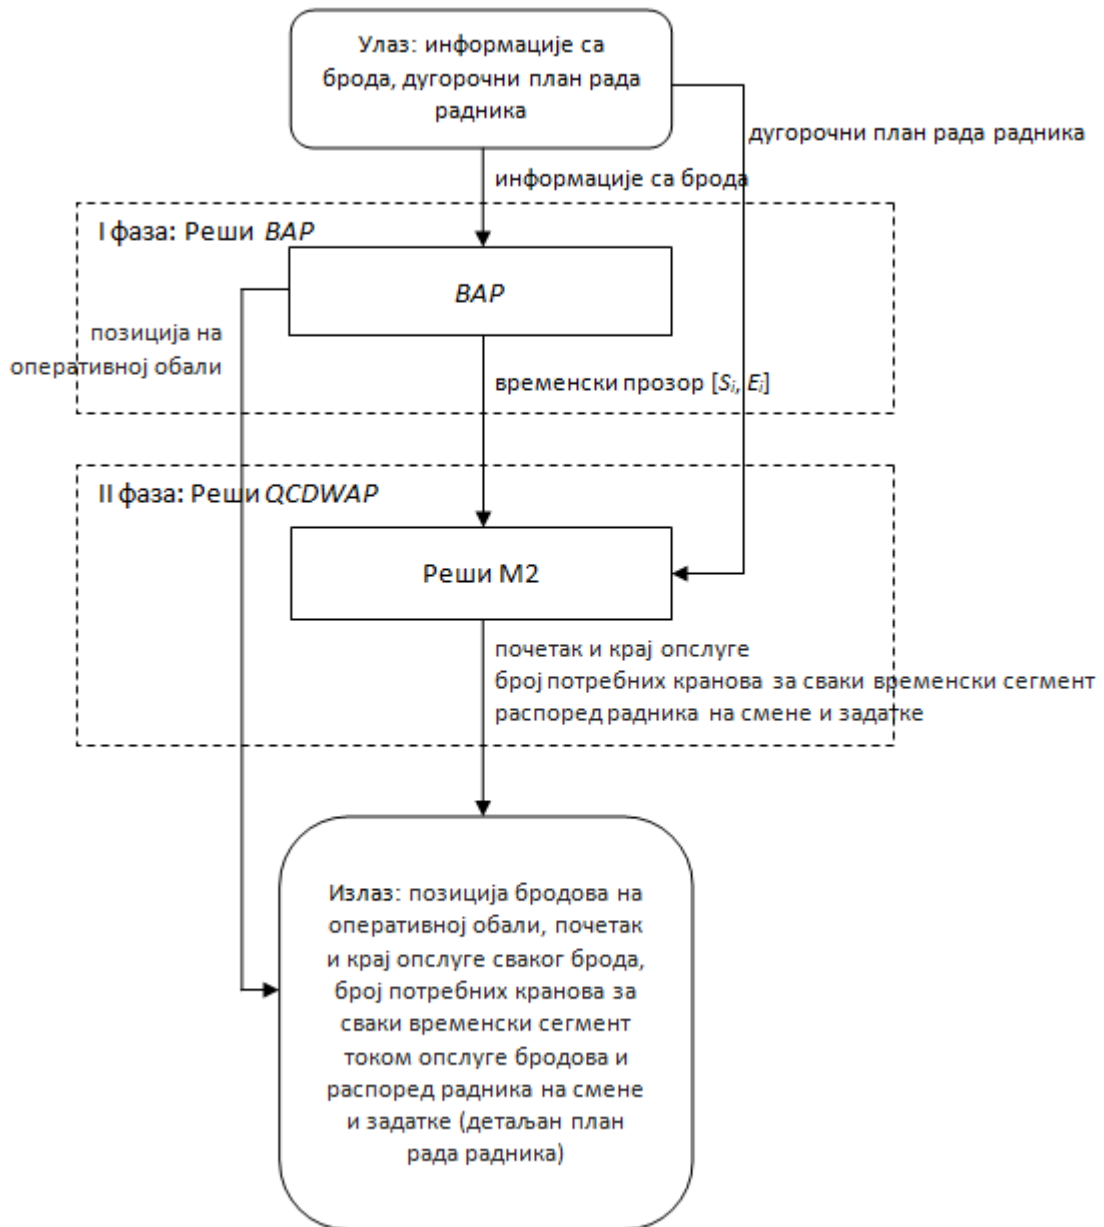 Улаз: информације са
брода, дугорочни план рада
радника
дугорочни план рада радника
информације са брода
I фаза: Реши BAP
BAP
позиција на
оперативној обали
временски прозор [Si, Ei]
II фаза: Реши QCDWAP
Реши М2
почетак и крај опслуге
број потребних кранова за сваки временски сегмент
распоред радника на смене и задатке
Излаз: позиција бродова на
оперативној обали, почетак
и крај опслуге сваког брода,
број потребних кранова за
сваки временски сегмент
током опслуге бродова и
распоред радника на смене
и задатке (детаљан план
рада радника)